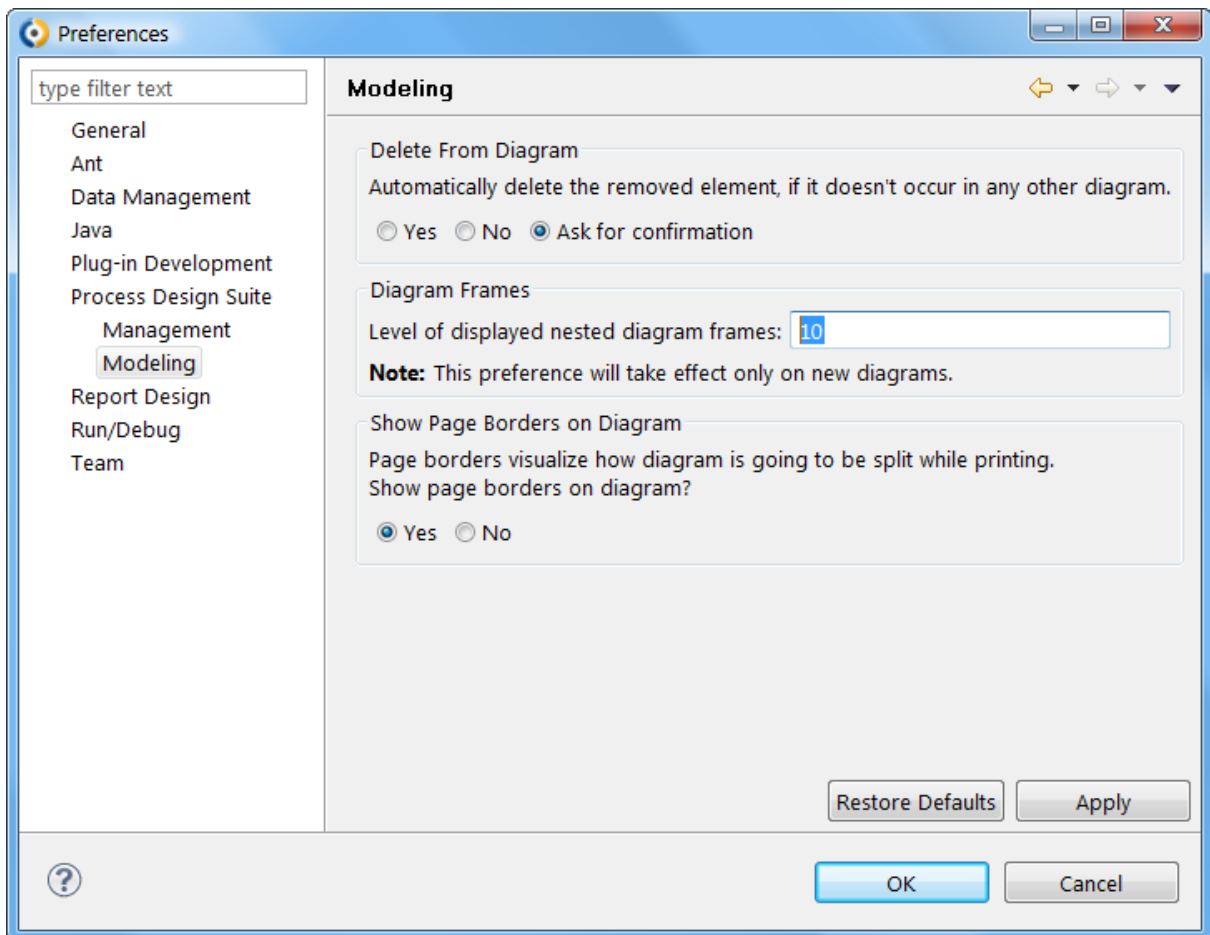 Preferences
type filter text
General
Ant
Data Management
Java
Plug-in Development
Process Design Suite
Management
Modeling
Report Design
Run/Debug
Team
Modeling
Delete From Diagram
Automatically delete the removed element, if it doesn't occur in any other diagram.
Yes No Ask for confirmation
Diagram Frames
Level of displayed nested diagram frames: 10
Note: This preference will take effect only on new diagrams.
Show Page Borders on Diagram
Page borders visualize how diagram is going to be split while printing.
Show page borders on diagram?
Yes No
Restore Defaults Apply
? OK Cancel